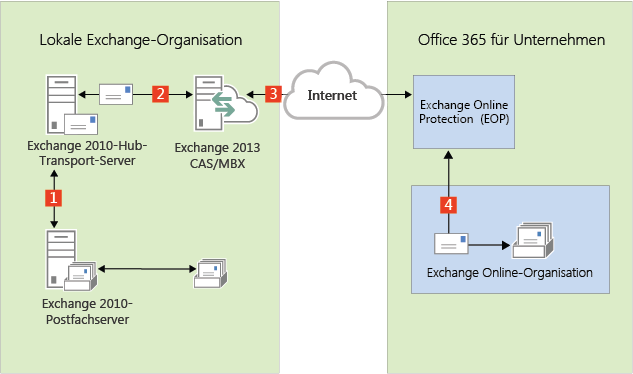 Lokale Exchange-Organisation
Office 365 für Unternehmen
2
3
Internet
Exchange Online
Protection (EOP)
Exchange 2010-Hub-
Transport-Server
Exchange 2013
CAS/MBX
1
4
Exchange Online-Organisation
Exchange 2010-
Postfachserver